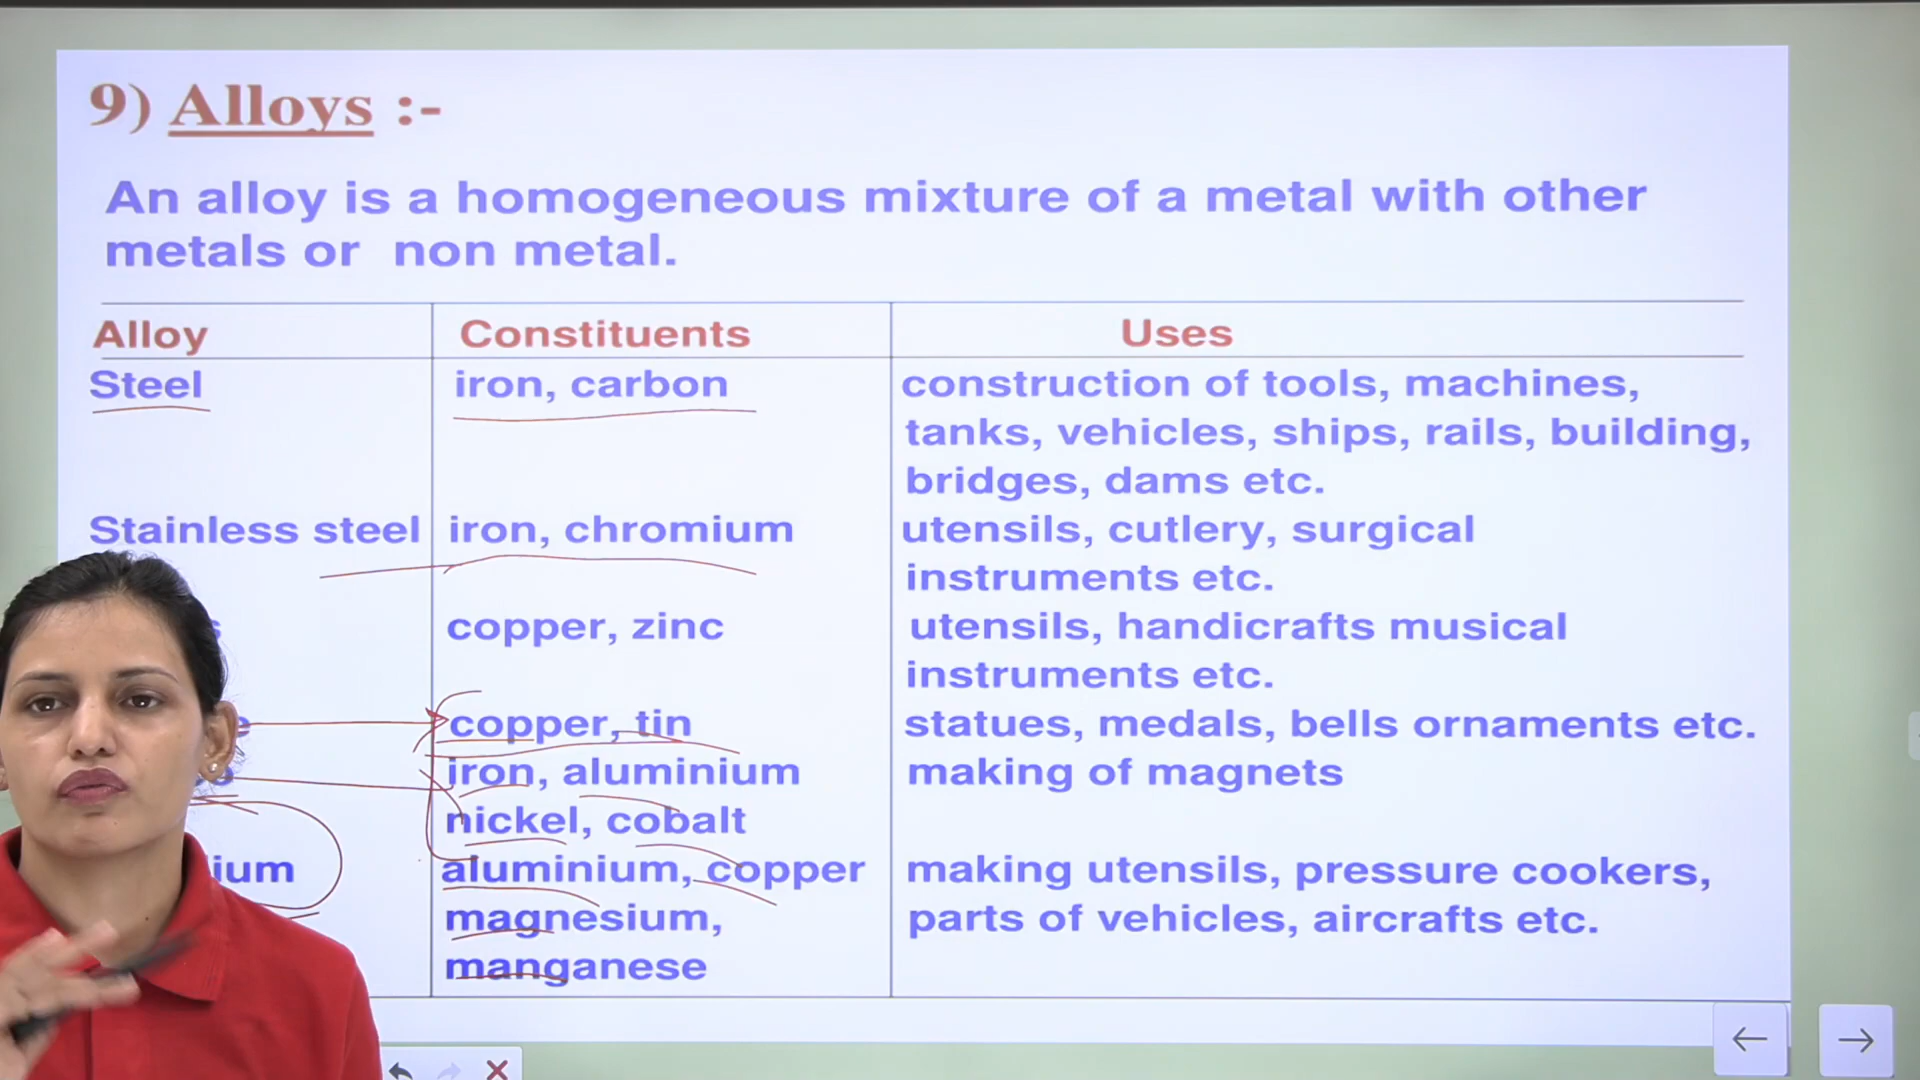 9) Alloys :-
An alloy is a homogeneous mixture of a metal with other
metals or non metal.
Alloy Constituents Uses
Steel iron, carbon construction of tools, machines,
tanks, vehicles, ships, rails, building,
bridges, dams etc.
Stainless steel iron, chromium utensils, cutlery, surgical
instruments etc.
copper, zinc utensils, handicrafts musical
instruments etc.
copper, tin statues, medals, bells ornaments etc.
iron, aluminium making of magnets
nickel, cobalt
ium aluminium, copper making utensils, pressure cookers,
magnesium, parts of vehicles, aircrafts etc.
manganese